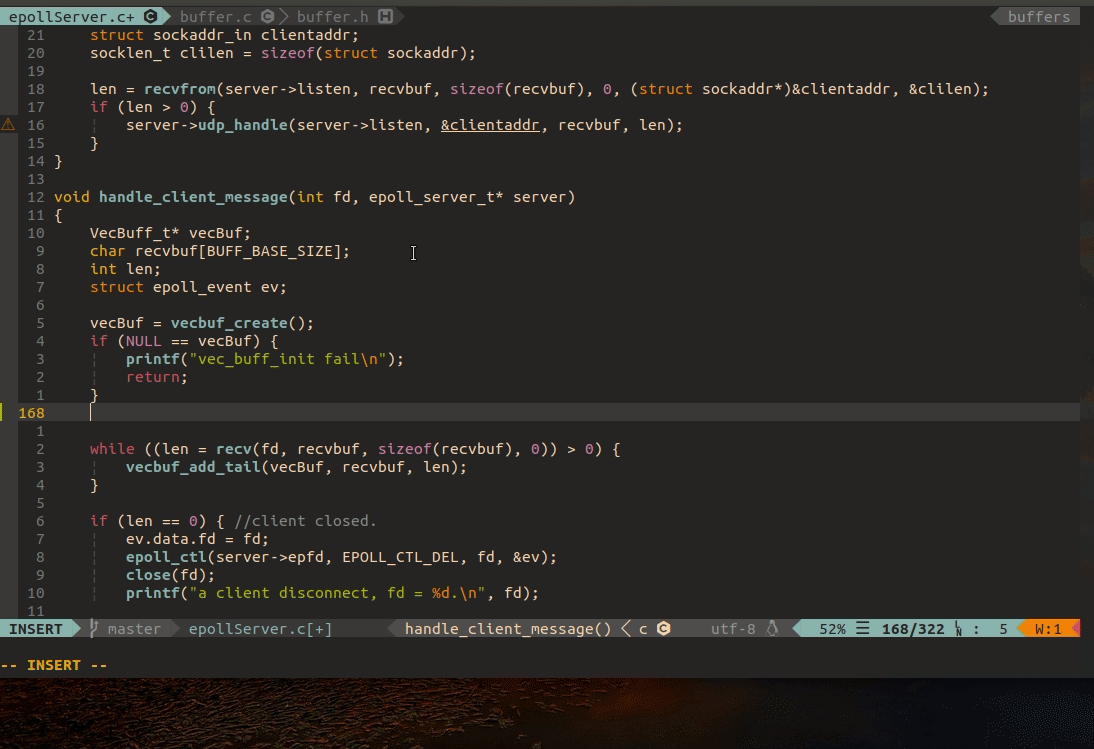 epollServer.c+ buffer.c buffer.h H buffers
21 struct sockaddr_in clientaddr;
20 socklen_t clilen = sizeof(struct sockaddr);
19
18 len = recvfrom(server->listen, recvbuf, sizeof(recvbuf), 0, (struct sockaddr*)&clientaddr, &clilen);
17 if (len > 0) {
16 server->udp_handle(server->listen, &clientaddr, recvbuf, len);
15 }
14 }
13
12 void handle_client_message(int fd, epoll_server_t* server)
11 {
10 VecBuff_t* vecBuf;
9 char recvbuf[BUFF_BASE_SIZE];
8 int len;
7 struct epoll_event ev;
6
5 vecBuf = vecbuf_create();
4 if (NULL == vecBuf) {
3 printf("vec_buff_init fail\n");
2 return;
1 }
168
1
2 while ((len = recv(fd, recvbuf, sizeof(recvbuf), 0)) > 0) {
3 vecbuf_add_tail(vecBuf, recvbuf, len);
4 }
5
6 if (len == 0) { //client closed.
7 ev.data.fd = fd;
8 epoll_ctl(server->epfd, EPOLL_CTL_DEL, fd, &ev);
9 close(fd);
10 printf("a client disconnect, fd = %d.\n", fd);
11
INSERT master epollServer.c[+] handle_client_message() c utf-8 52% ☰ 168/322 : 5 W:1
-- INSERT --